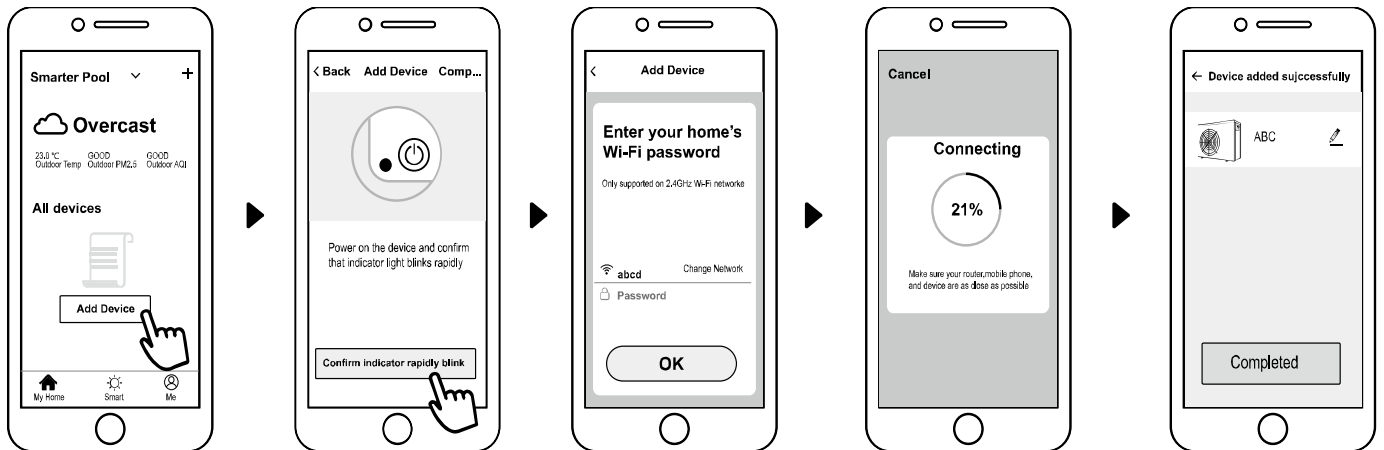 Smarter Pool
Overcast
23.0 °C GOOD GOOD
Outdoor Temp Outdoor PM2.5 Outdoor AQI
All devices
Add Device
My Home Smart Me
< Back Add Device Comp...
Power on the device and confirm
that indicator light blinks rapidly
Confirm indicator rapidly blink
< Add Device
Enter your home's
Wi-Fi password
Only supported on 2.4GHz Wi-Fi networke
abcd Change Network
Password
OK
Cancel
Connecting
21%
Make sure your router,mobile phone,
and device are as close as possible
← Device added sujccessfully
ABC
Completed